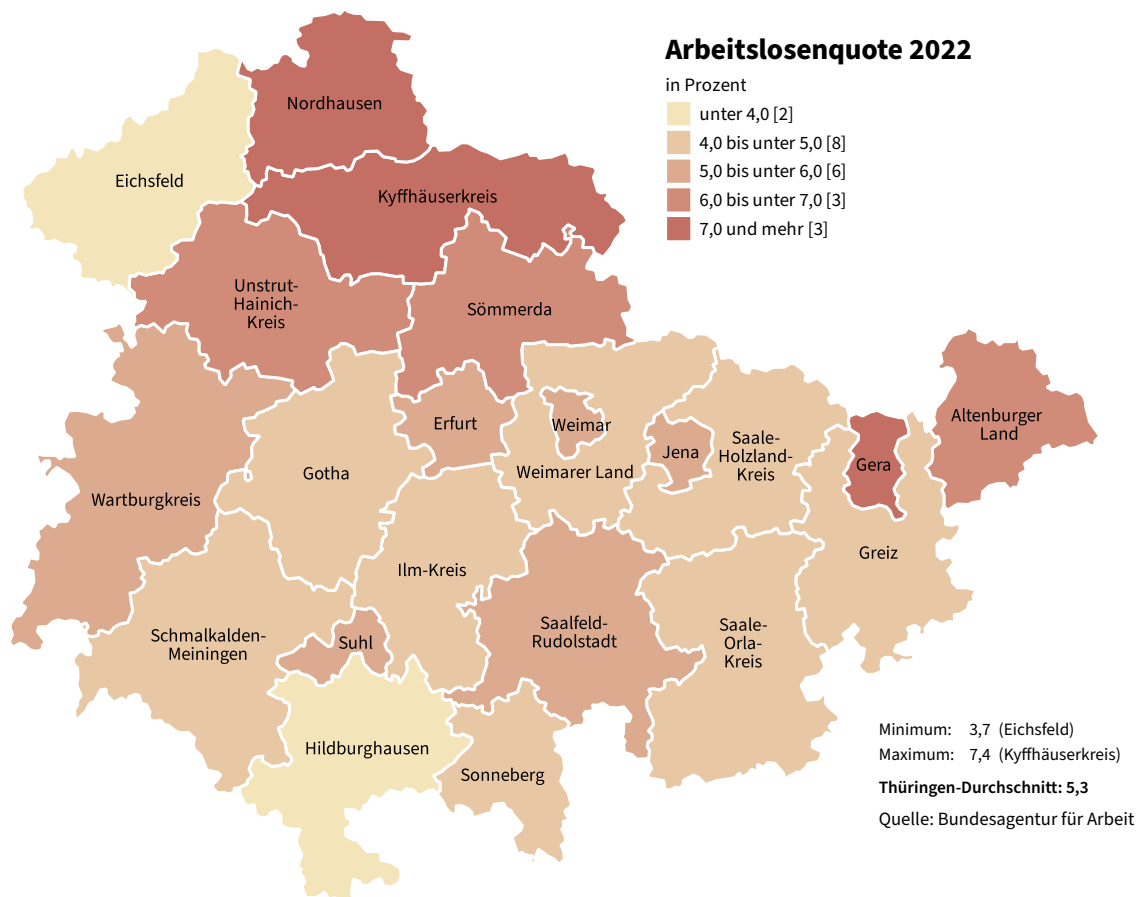 Arbeitslosenquote 2022
in Prozent
unter 4,0 [2]
4,0 bis unter 5,0 [8]
5,0 bis unter 6,0 [6]
6,0 bis unter 7,0 [3]
7,0 und mehr [3]
Nordhausen
Eichsfeld
Kyffhäuserkreis
Unstrut-
Hainich-
Kreis
Sömmerda
Altenburger
Land
Erfurt
Weimar
Jena
Saale-
Holzland-
Kreis
Gera
Gotha
Weimarer Land
Wartburgkreis
Greiz
Ilm-Kreis
Schmalkalden-
Meiningen
Suhl
Saalfeld-
Rudolstadt
Saale-
Orla-
Kreis
Hildburghausen
Sonneberg
Minimum: 3,7 (Eichsfeld)
Maximum: 7,4 (Kyffhäuserkreis)
Thüringen-Durchschnitt: 5,3
Quelle: Bundesagentur für Arbeit